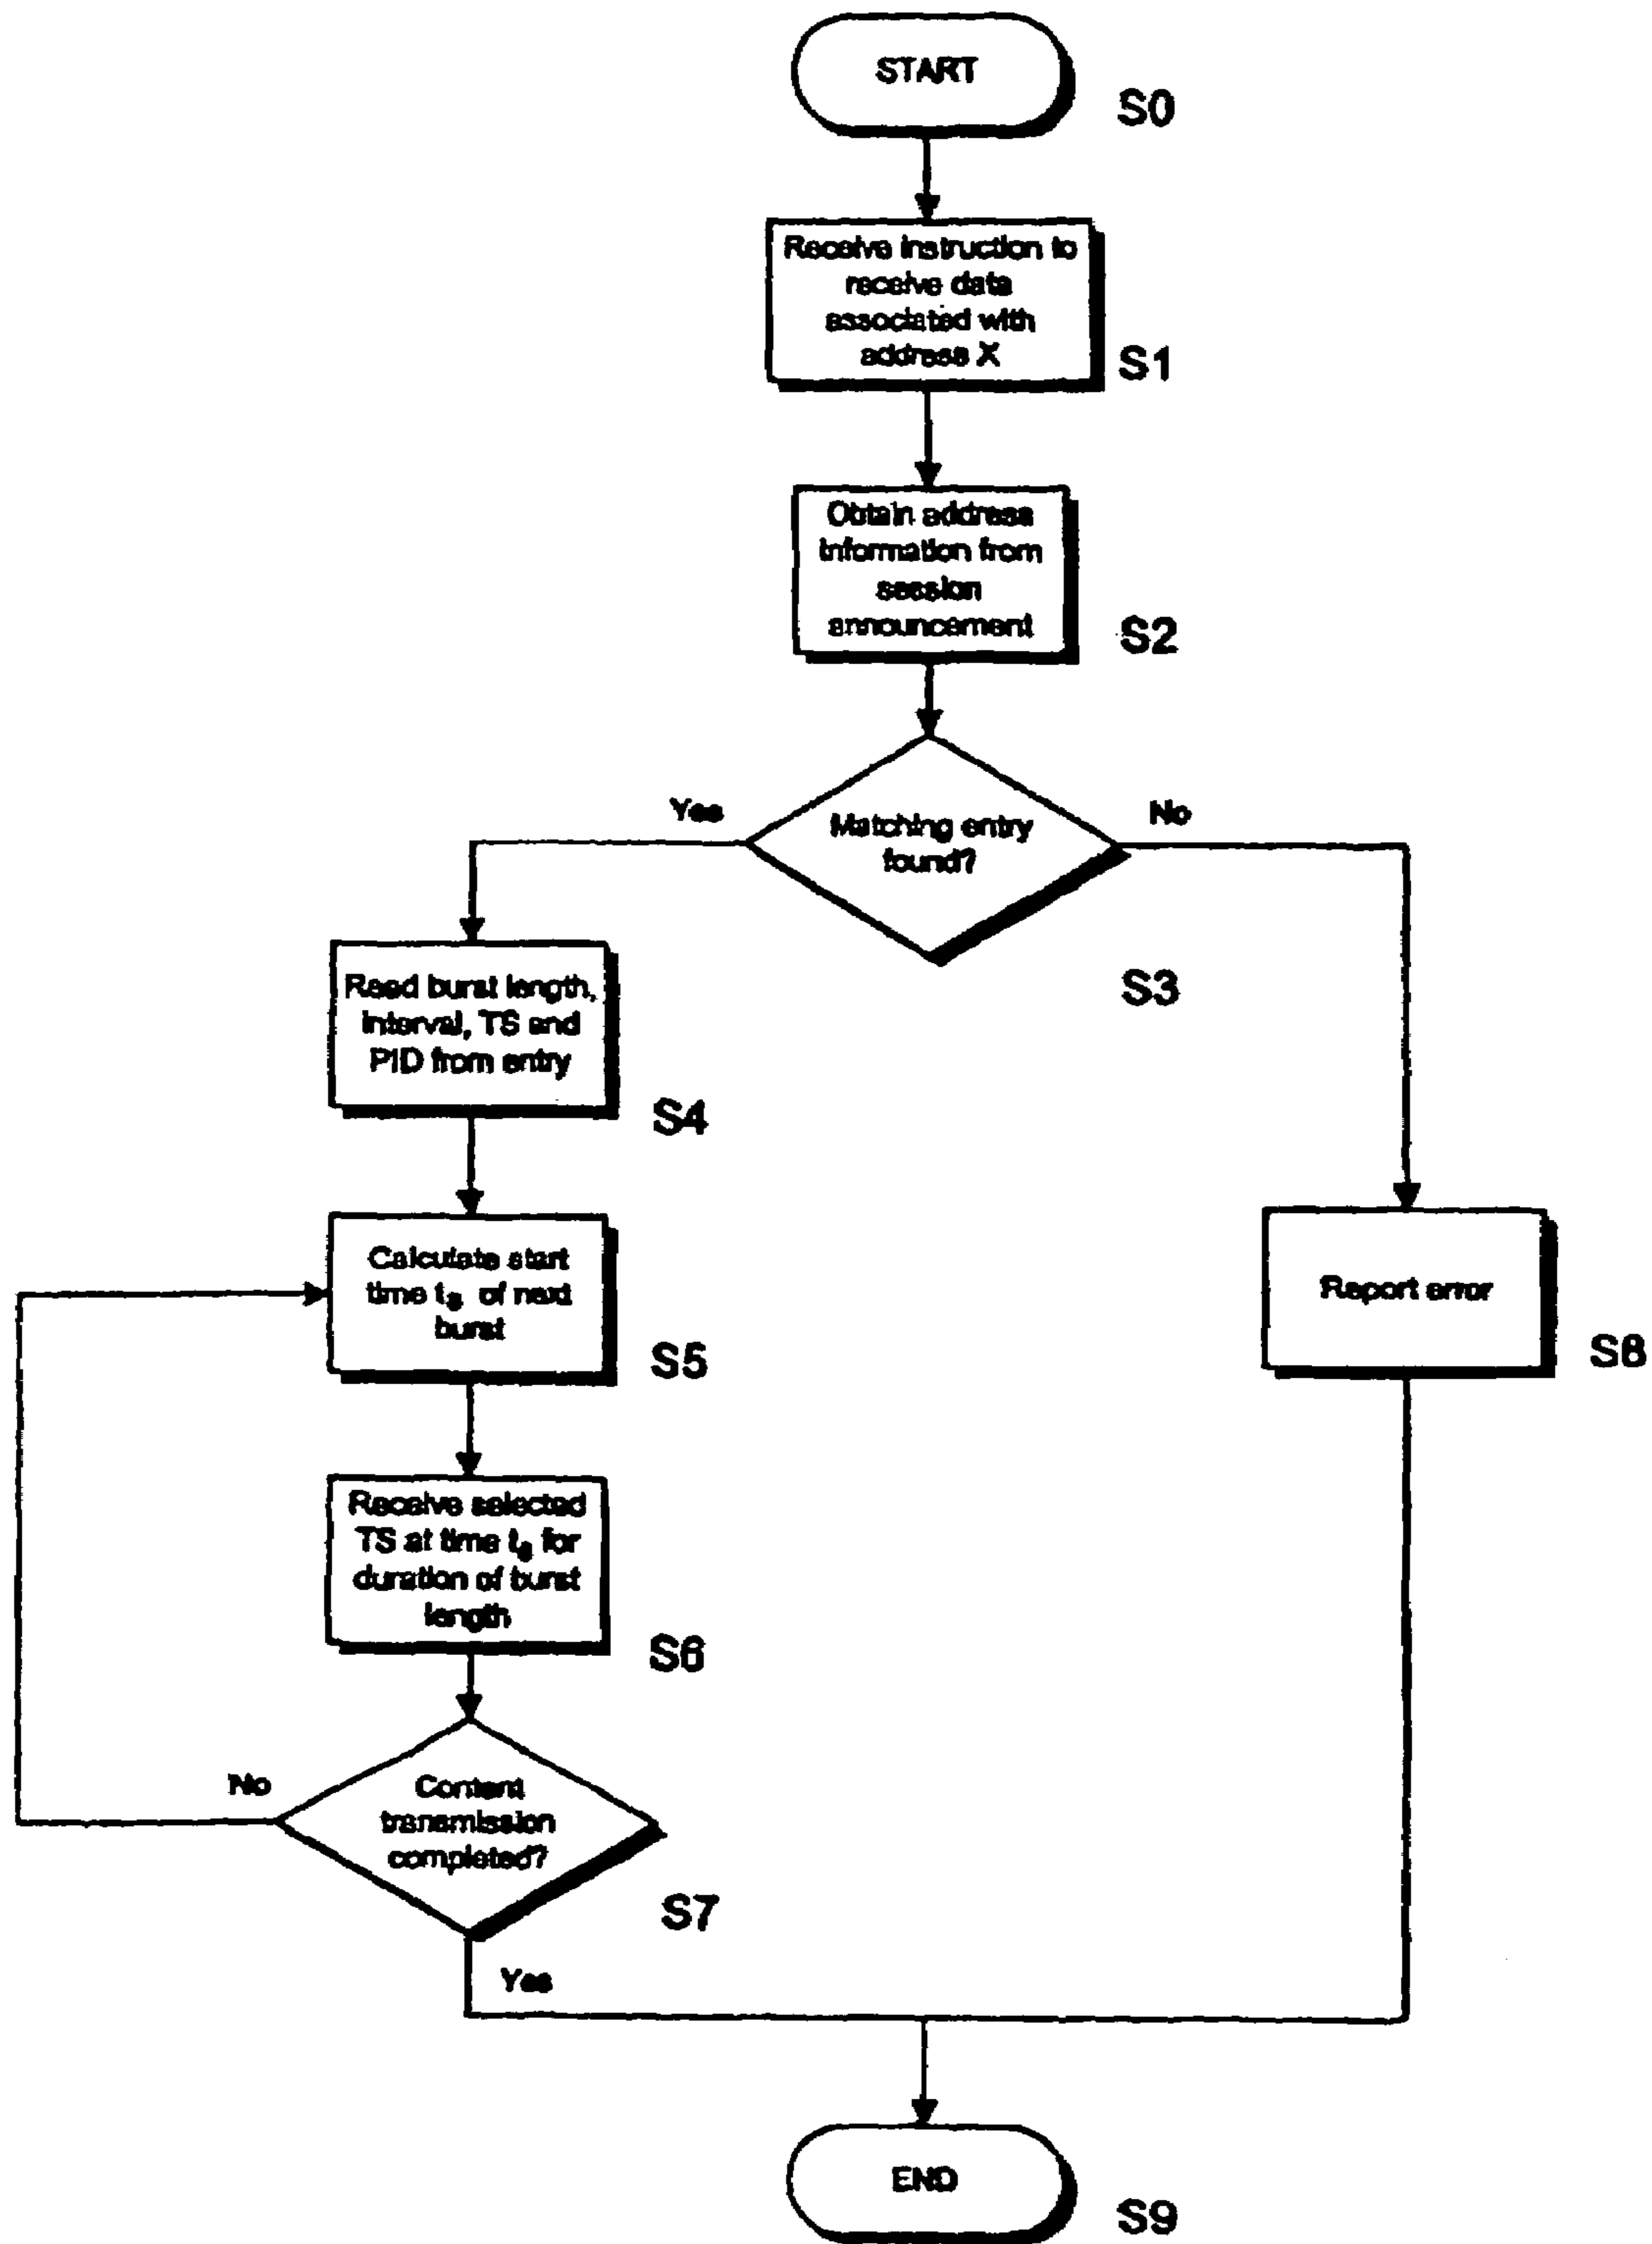 START
S0
Receive instruction to
receive data
associated with
address X
S1
Obtain address
information from
session
announcement
S2
Matching entry
found?
Yes
No
S3
Read burst length,
interval, TS and
PID from entry
S4
Calculate start
time ts of next
burst
S5
Report error
S8
Receive selected
TS at time ts for
duration of burst
length
S6
Content
transmission
completed?
No
S7
Yes
END
S9